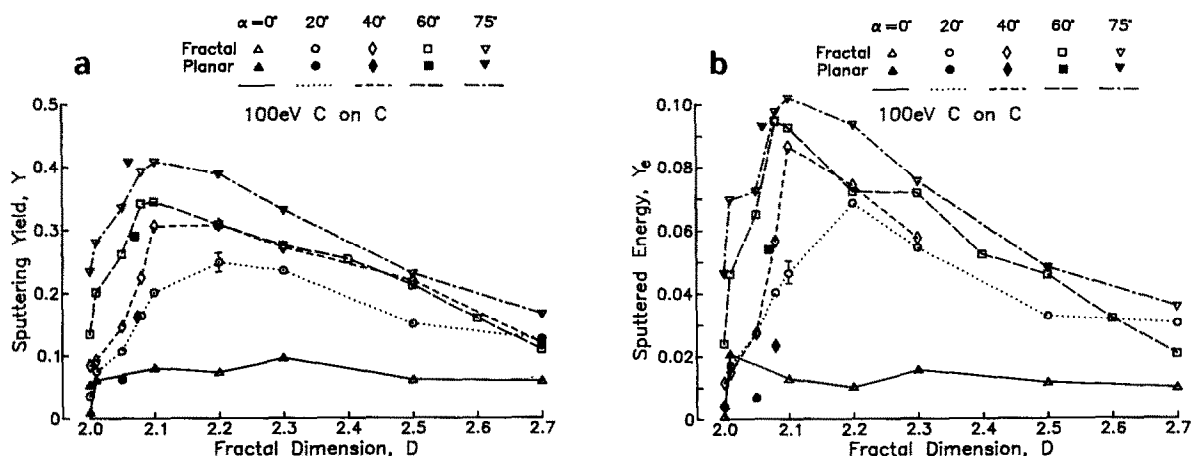 α=0° 20° 40° 60° 75°
Fractal
Planar
a
100eV C on C
Sputtering Yield, Y
0.5
0.4
0.3
0.2
0.1
0
2.0 2.1 2.2 2.3 2.4 2.5 2.6 2.7
Fractal Dimension, D
α=0° 20° 40° 60° 75°
Fractal
Planar
b
100eV C on C
Sputtered Energy, Yₑ
0.10
0.08
0.06
0.04
0.02
0
2.0 2.1 2.2 2.3 2.4 2.5 2.6 2.7
Fractal Dimension, D